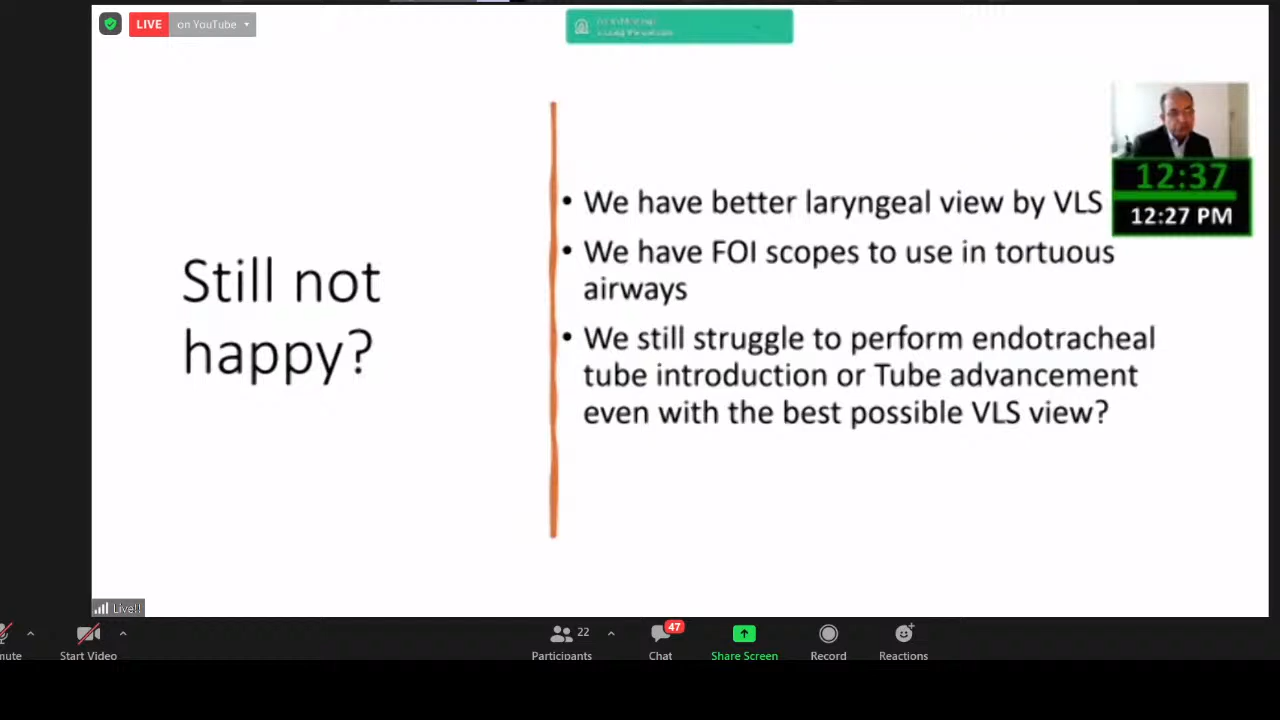 LIVE on YouTube
12:37
12:27 PM
Still not
happy?
• We have better laryngeal view by VLS
• We have FOI scopes to use in tortuous
airways
• We still struggle to perform endotracheal
tube introduction or Tube advancement
even with the best possible VLS view?
Live!!
mute
Start Video
Participants
22
Chat
47
Share Screen
Record
Reactions